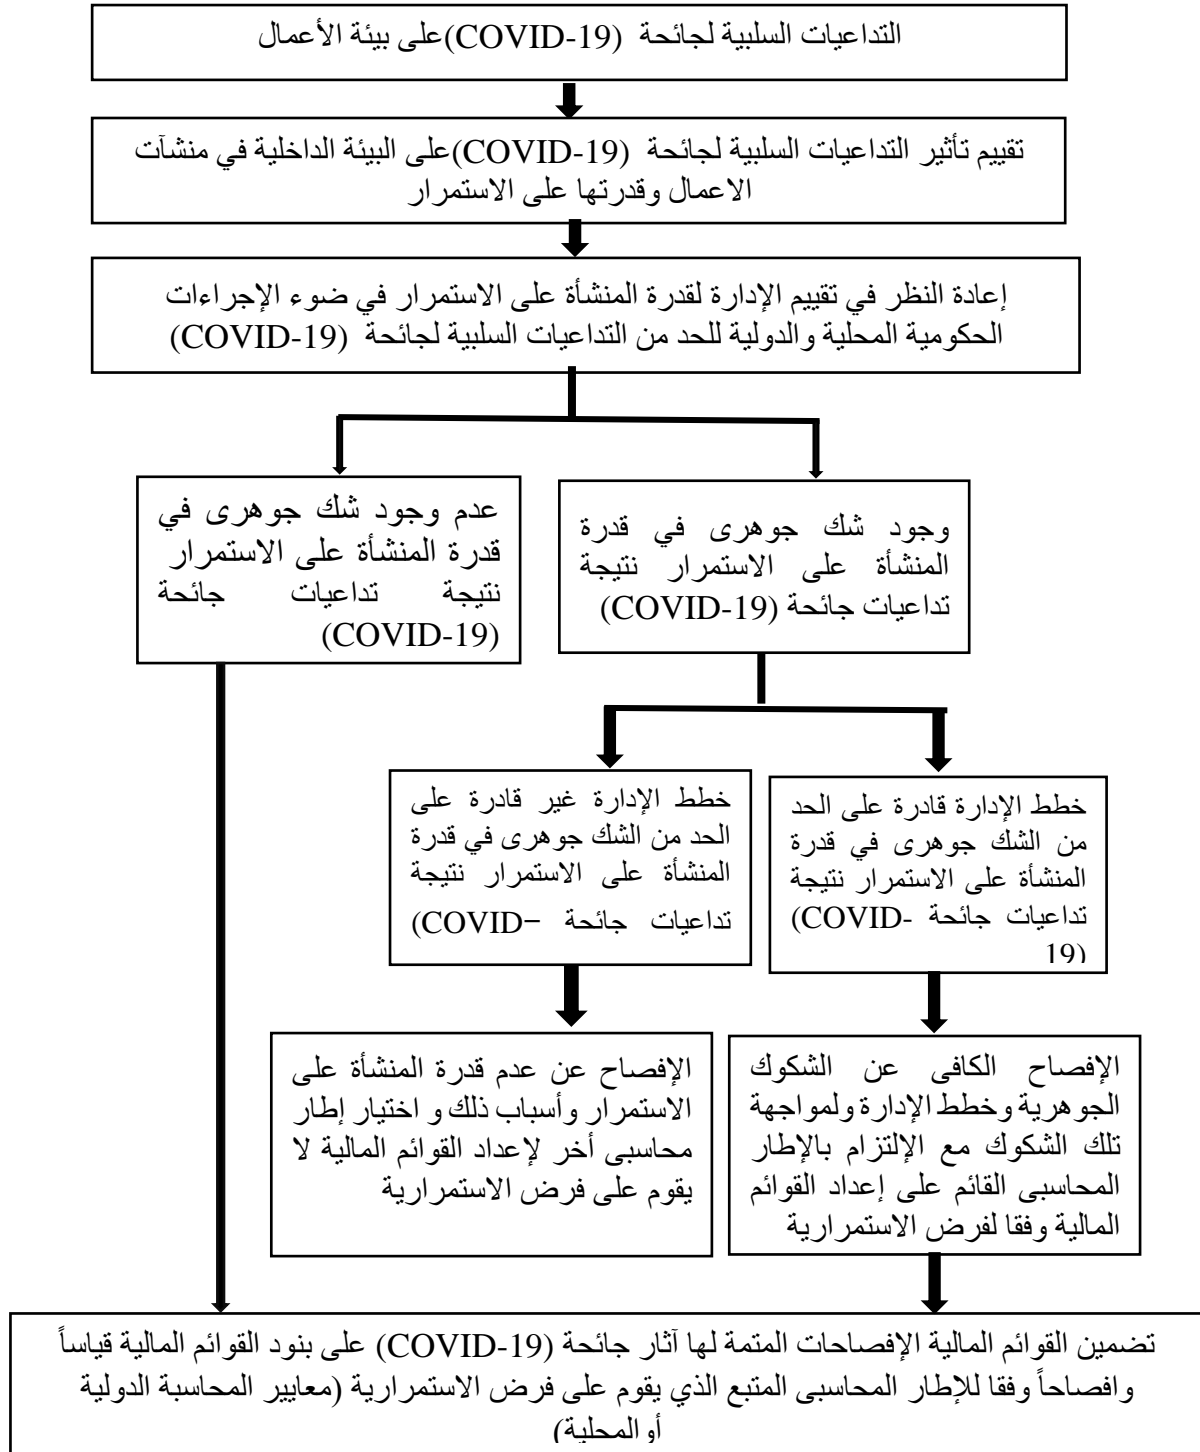 التداعيات السلبية لجائحة (COVID-19)على بيئة الأعمال
تقييم تأثير التداعيات السلبية لجائحة (COVID-19)على البيئة الداخلية في منشآت
الاعمال وقدرتها على الاستمرار
إعادة النظر في تقييم الإدارة لقدرة المنشأة على الاستمرار في ضوء الإجراءات
الحكومية المحلية والدولية للحد من التداعيات السلبية لجائحة (COVID-19)
وجود شك جوهرى في قدرة
المنشأة على الاستمرار نتيجة
تداعيات جائحة (COVID-19)
عدم وجود شك جوهرى في
قدرة المنشأة على الاستمرار
نتيجة تداعيات جائحة
(COVID-19)
خطط الإدارة قادرة على الحد
من الشك جوهرى في قدرة
المنشأة على الاستمرار نتيجة
تداعيات جائحة (COVID-
19)
خطط الإدارة غير قادرة على
الحد من الشك جوهرى في قدرة
المنشأة على الاستمرار نتيجة
تداعيات جائحة (COVID–
الإفصاح الكافى عن الشكوك
الجوهرية وخطط الإدارة ولمواجهة
تلك الشكوك مع الإلتزام بالإطار
المحاسبى القائم على إعداد القوائم
المالية وفقا لفرض الاستمرارية
الإفصاح عن عدم قدرة المنشأة على
الاستمرار وأسباب ذلك و اختيار إطار
محاسبى أخر لإعداد القوائم المالية لا
يقوم على فرض الاستمرارية
تضمين القوائم المالية الإفصاحات المتمة لها آثار جائحة (COVID-19) على بنود القوائم المالية قياساً
وافصاحاً وفقا للإطار المحاسبى المتبع الذي يقوم على فرض الاستمرارية (معايير المحاسبة الدولية
أو المحلية)